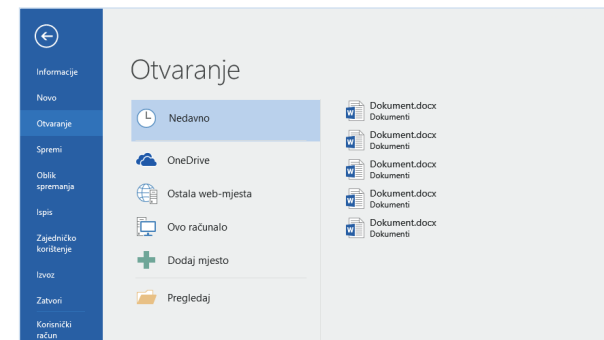 Informacije
Novo
Otvaranje
Spremi
Oblik
spremanja
Ispis
Zajedničko
korištenje
Izvoz
Zatvori
Korisnički
račun
Otvaranje
Nedavno
OneDrive
Ostala web-mjesta
Ovo računalo
Dodaj mjesto
Pregledaj
Dokument.docx
Dokumenti
Dokument.docx
Dokumenti
Dokument.docx
Dokumenti
Dokument.docx
Dokumenti
Dokument.docx
Dokumenti